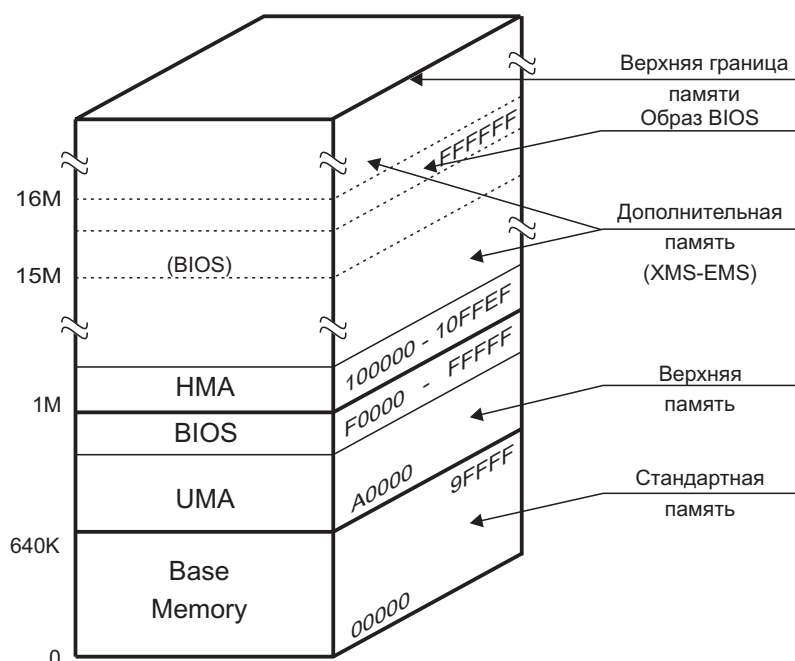 Верхняя граница
памяти
Образ BIOS
FFFFFF
16M
Дополнительная
память
(XMS-EMS)
(BIOS)
15M
100000 - 10FFEF
HMA
1M
F0000 - FFFFF
BIOS
Верхняя
память
A0000
9FFFF
UMA
Стандартная
память
640K
Base
Memory
00000
0